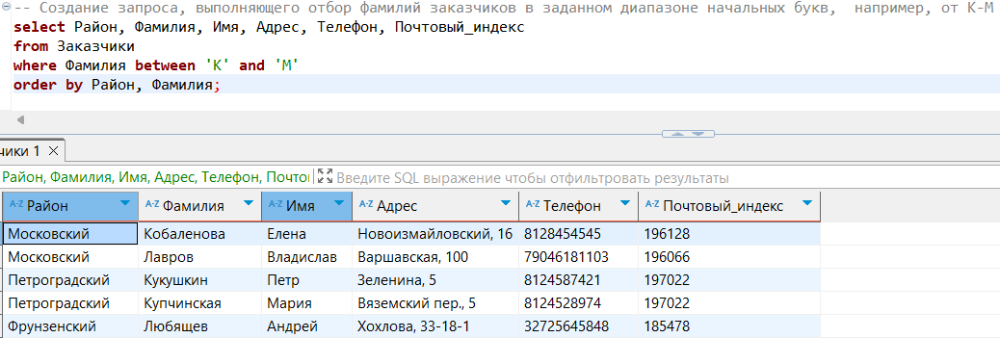 -- Создание запроса, выполняющего отбор фамилий заказчиков в заданном диапазоне начальных букв,  например, от К-М
select Район, Фамилия, Имя, Адрес, Телефон, Почтовый_индекс
from Заказчики
where Фамилия between 'К' and 'М'
order by Район, Фамилия;
чики 1
Район, Фамилия, Имя, Адрес, Телефон, Почтог Введите SQL выражение чтобы отфильтровать результаты
A-Z Район A-Z Фамилия A-Z Имя A-Z Адрес A-Z Телефон A-Z Почтовый_индекс
Московский Кобаленова Елена Новоизмайловский, 16 8128454545 196128
Московский Лавров Владислав Варшавская, 100 79046181103 196066
Петроградский Кукушкин Петр Зеленина, 5 8124587421 197022
Петроградский Купчинская Мария Вяземский пер., 5 8124528974 197022
Фрунзенский Любящев Андрей Хохлова, 33-18-1 32725645848 185478